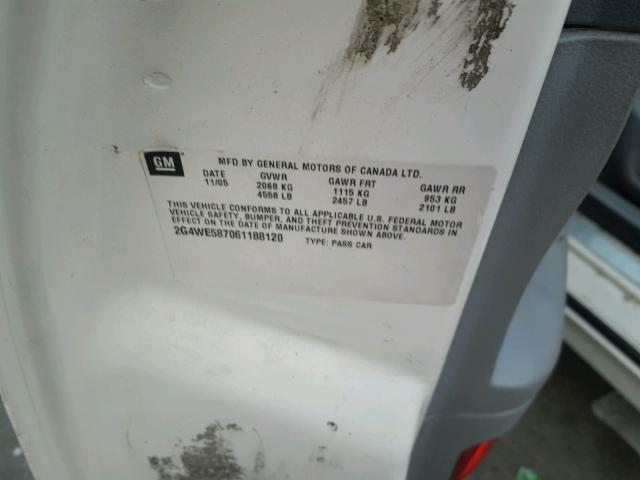 GM
MFD BY GENERAL MOTORS OF CANADA LTD.
DATE GVWR GAWR FRT GAWR RR
11/05 2068 KG 1115 KG 953 KG
4558 LB 2457 LB 2101 LB
THIS VEHICLE CONFORMS TO ALL APPLICABLE U.S. FEDERAL MOTOR
VEHICLE SAFETY, BUMPER, AND THEFT PREVENTION STANDARDS IN
EFFECT ON THE DATE OF MANUFACTURE SHOWN ABOVE.
2G4WE587061188120 TYPE: PASS CAR